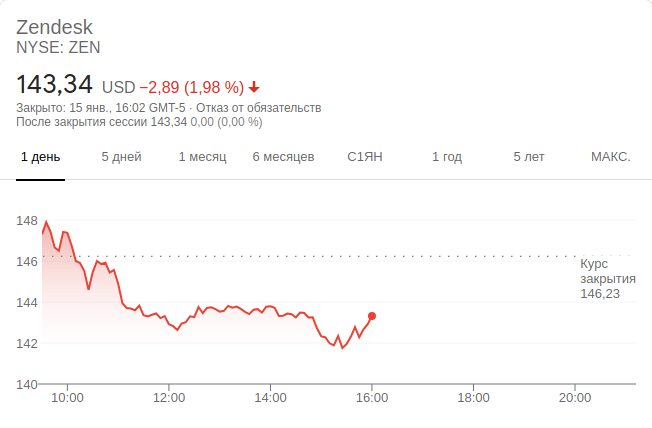 Zendesk
NYSE: ZEN
143,34 USD −2,89 (1,98 %)
Закрыто: 15 янв., 16:02 GMT-5 · Отказ от обязательств
После закрытия сессии 143,34 0,00 (0,00 %)
1 день 5 дней 1 месяц 6 месяцев С1ЯН 1 год 5 лет МАКС.
148
146
Курс
закрытия
146,23
144
142
140
10:00 12:00 14:00 16:00 18:00 20:00